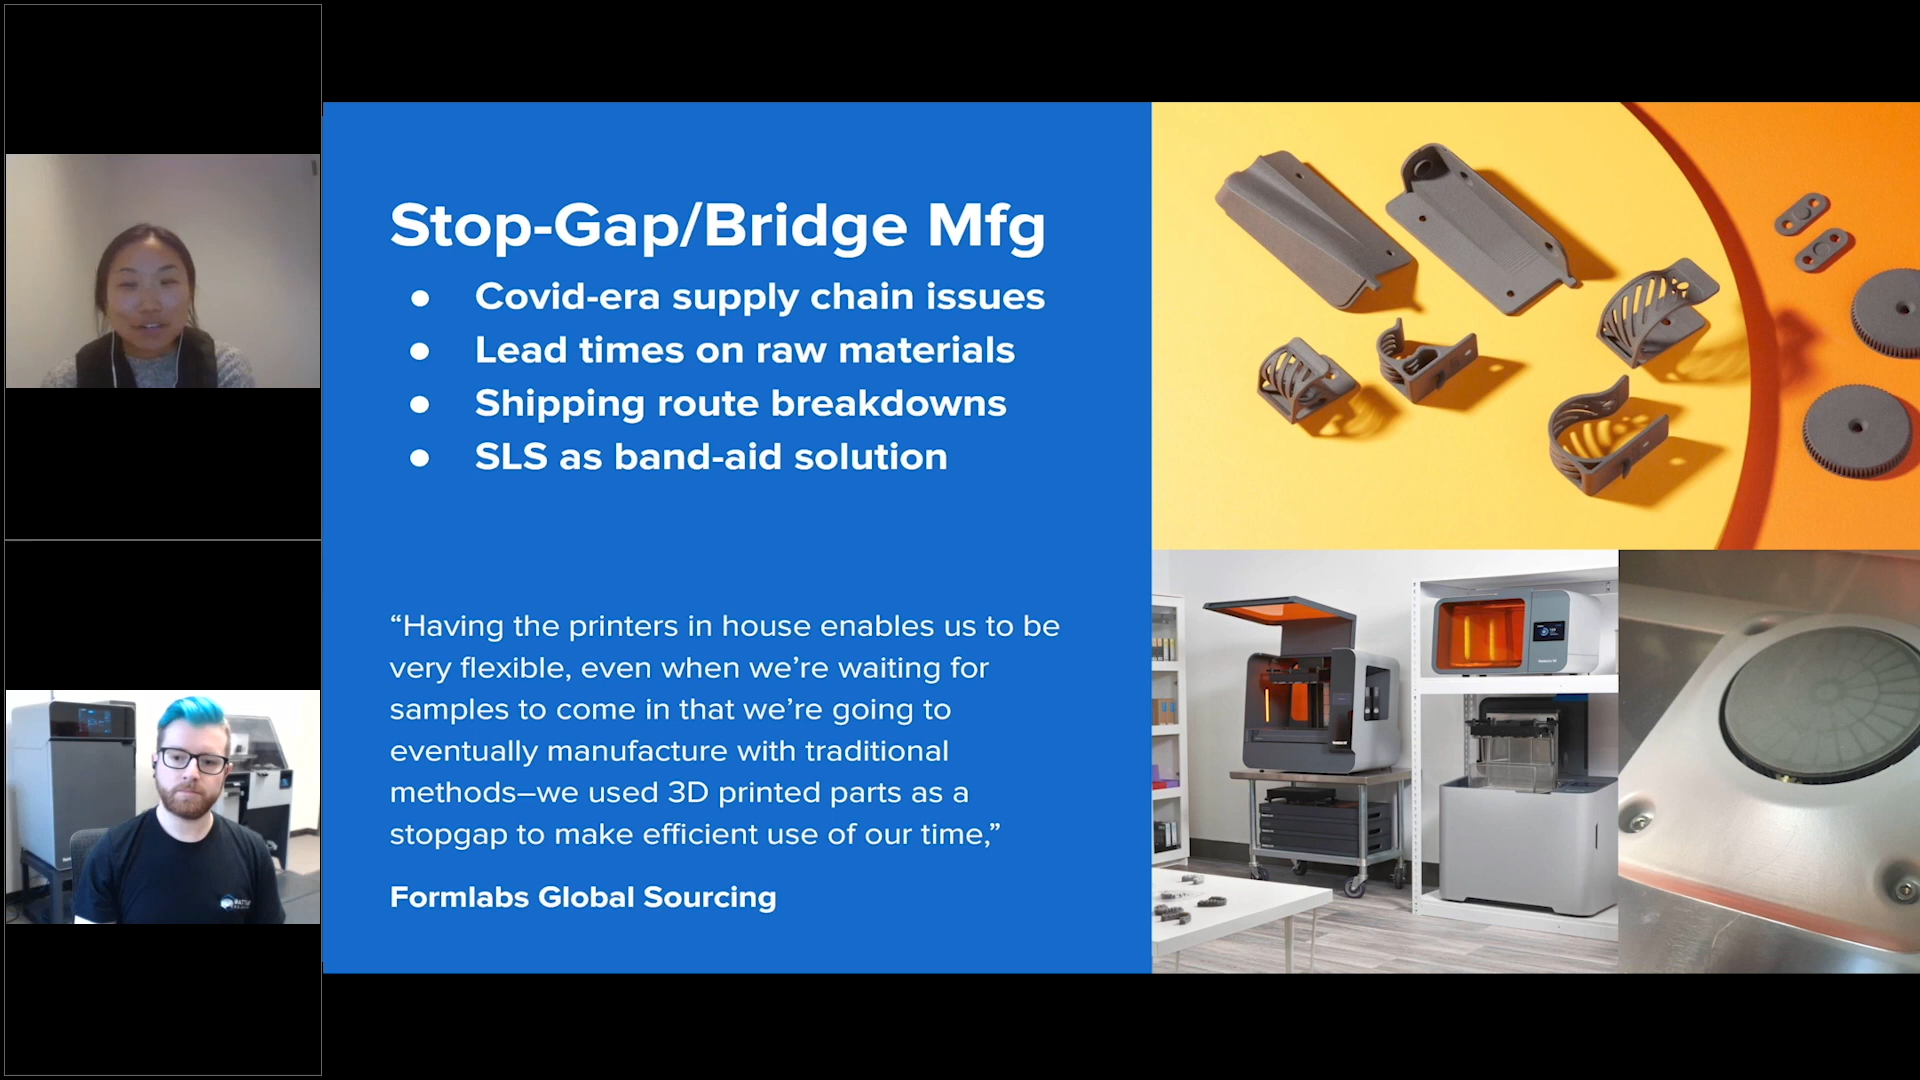 Stop-Gap/Bridge Mfg
● Covid-era supply chain issues
● Lead times on raw materials
● Shipping route breakdowns
● SLS as band-aid solution
“Having the printers in house enables us to be
very flexible, even when we’re waiting for
samples to come in that we’re going to
eventually manufacture with traditional
methods—we used 3D printed parts as a
stopgap to make efficient use of our time,”
Formlabs Global Sourcing